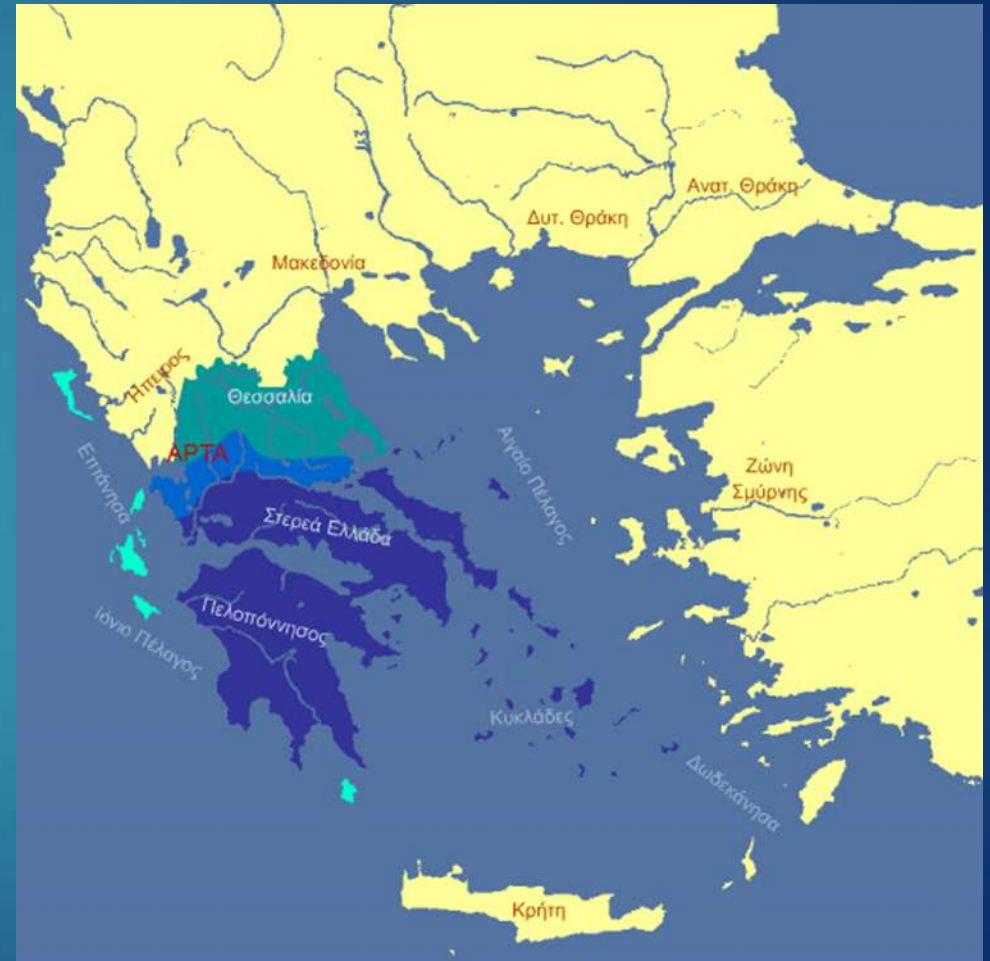 Ανατ. Θράκη
Δυτ. Θράκη
Μακεδονία
Ήπειρος
Θεσσαλία
ΑΡΤΑ
Επτάνησα
Αιγαίο Πέλαγος
Ζώνη
Σμύρνης
Στερεά Ελλάδα
Πελοπόννησος
Ιόνιο Πέλαγος
Κυκλάδες
Δωδεκάνησα
Κρήτη